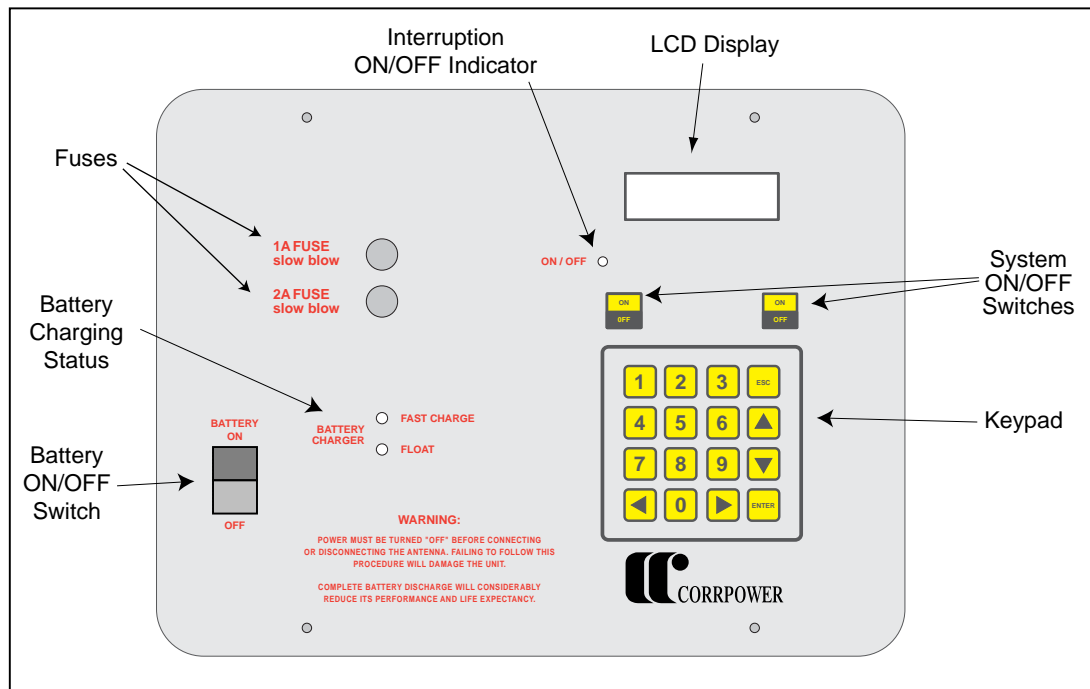 Interruption
ON/OFF Indicator
LCD Display
Fuses
1A FUSE
slow blow
2A FUSE
slow blow
ON / OFF
System
ON/OFF
Switches
ON
0FF
ON
OFF
Battery
Charging
Status
1
2
3
ESC
4
5
6
7
8
9
0
ENTER
Keypad
FAST CHARGE
BATTERY
CHARGER
FLOAT
BATTERY
ON
OFF
Battery
ON/OFF
Switch
WARNING:
POWER MUST BE TURNED "OFF" BEFORE CONNECTING
OR DISCONNECTING THE ANTENNA. FAILING TO FOLLOW THIS
PROCEDURE WILL DAMAGE THE UNIT.
COMPLETE BATTERY DISCHARGE WILL CONSIDERABLY
REDUCE ITS PERFORMANCE AND LIFE EXPECTANCY.
CORRPOWER